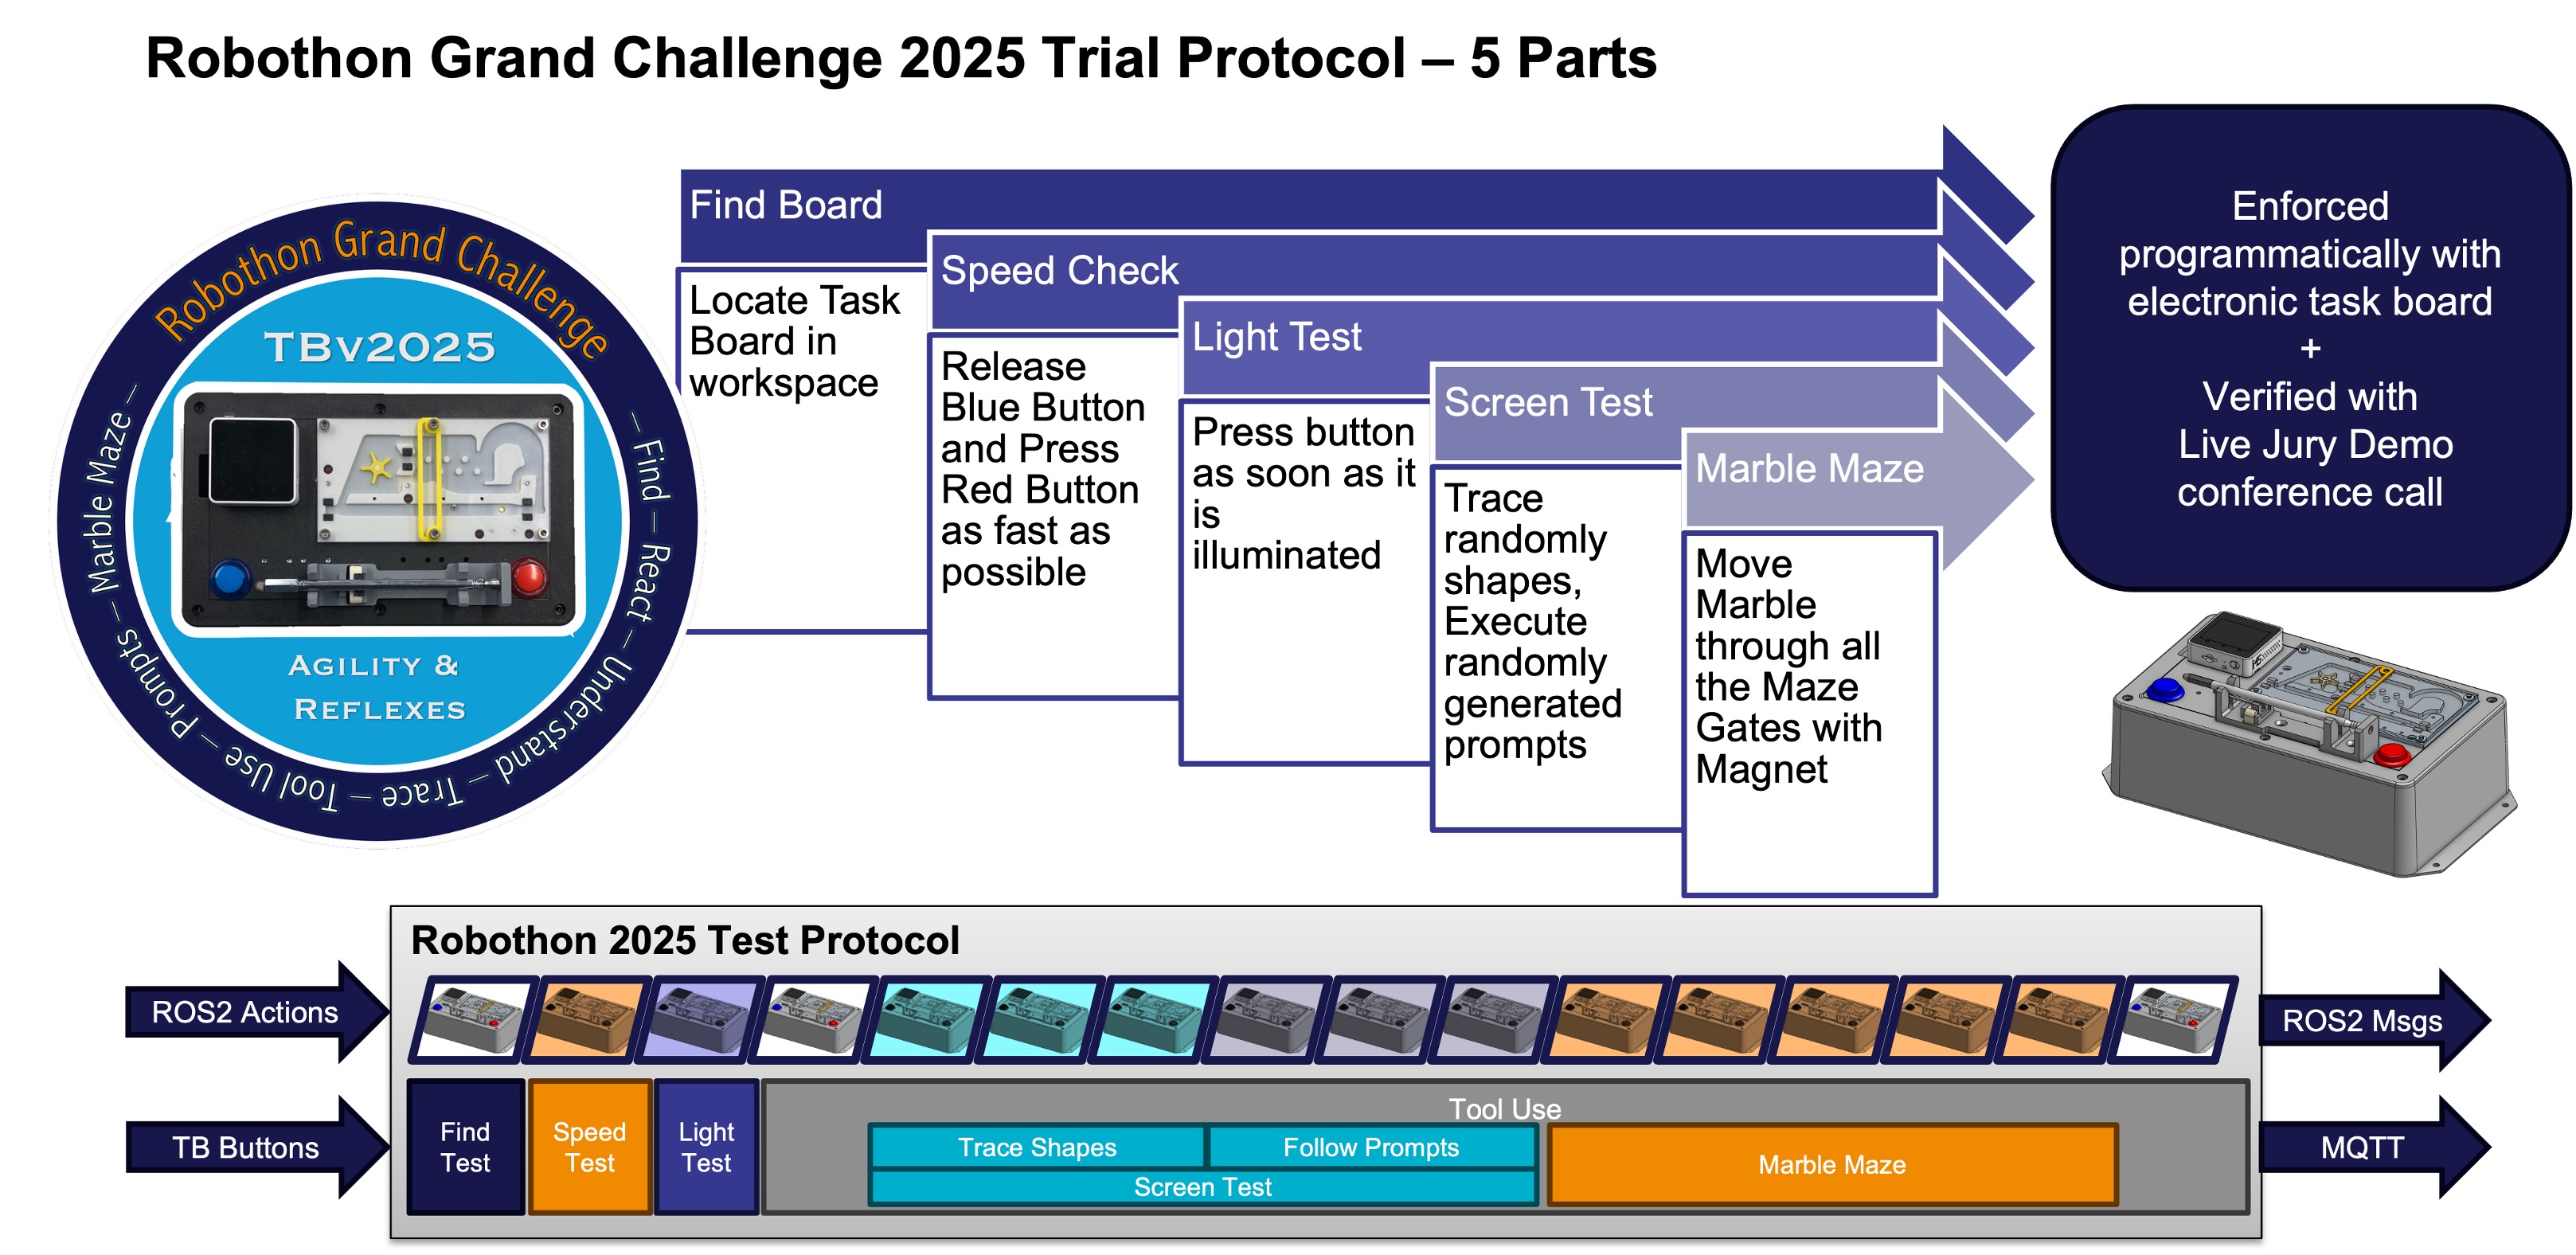 Robothon Grand Challenge 2025 Trial Protocol – 5 Parts
Robothon Grand Challenge
TBv2025
Agility &
Reflexes
– Find – React – Understand – Trace – Tool Use – Prompts – Marble Maze –
Find Board
Locate Task
Board in
workspace
Speed Check
Release
Blue Button
and Press
Red Button
as fast as
possible
Light Test
Press button
as soon as it
is
illuminated
Screen Test
Trace
randomly
shapes,
Execute
randomly
generated
prompts
Marble Maze
Move
Marble
through all
the Maze
Gates with
Magnet
Enforced
programmatically with
electronic task board
+
Verified with
Live Jury Demo
conference call
Robothon 2025 Test Protocol
ROS2 Actions
ROS2 Msgs
TB Buttons
Find
Test
Speed
Test
Light
Test
Tool Use
Trace Shapes
Follow Prompts
Screen Test
Marble Maze
MQTT